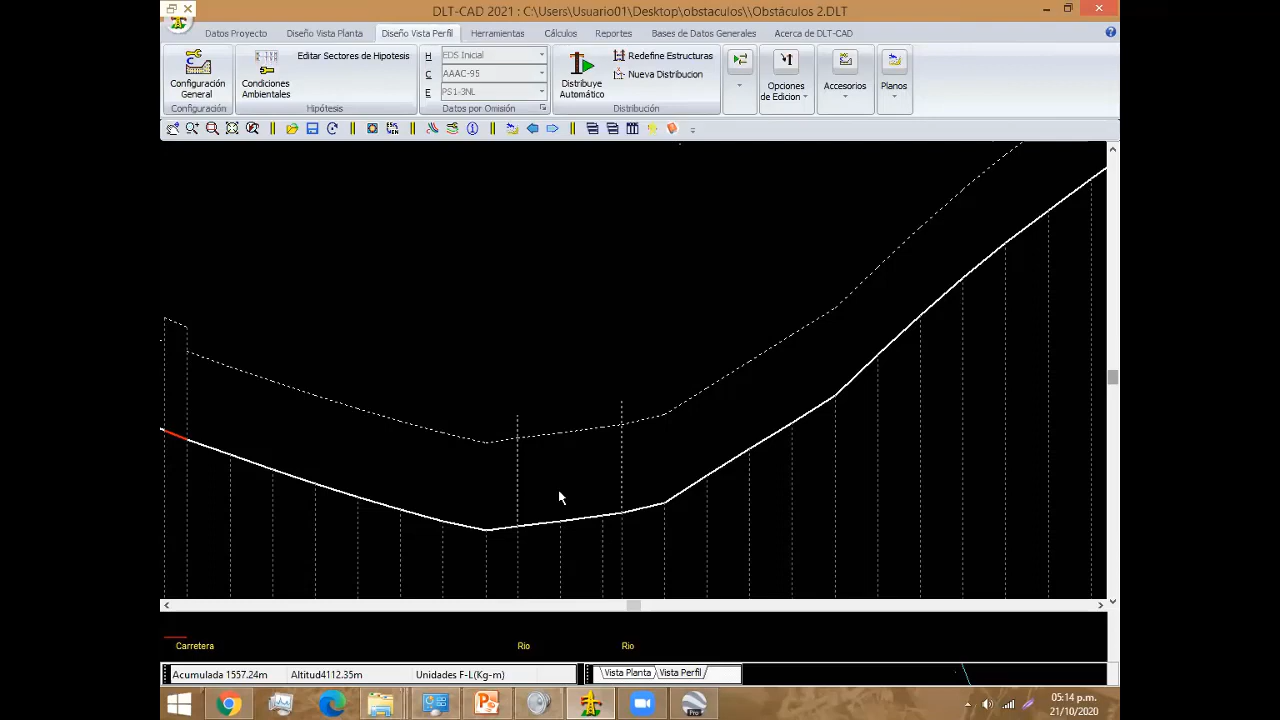 DLT-CAD 2021 : C:\Users\Usuario01\Desktop\obstaculos\\Obstáculos 2.DLT
Datos Proyecto Diseño Vista Planta Diseño Vista Perfil Herramientas Cálculos Reportes Bases de Datos Generales Acerca de DLT-CAD
Configuración General
Configuración
Condiciones Ambientales
Editar Sectores de Hipotesis
Hipótesis
H EDS Inicial
C AAAC-95
E PS1-3NL
Datos por Omisión
Distribuye Automático
Redefine Estructuras
Nueva Distribucion
Distribución
Opciones de Edicion
Accesorios
Planos
Carretera Rio Rio
Acumulada 1557.24m Altitud4112.35m Unidades F-L(Kg-m) Vista Planta Vista Perfil
05:14 p.m.
21/10/2020